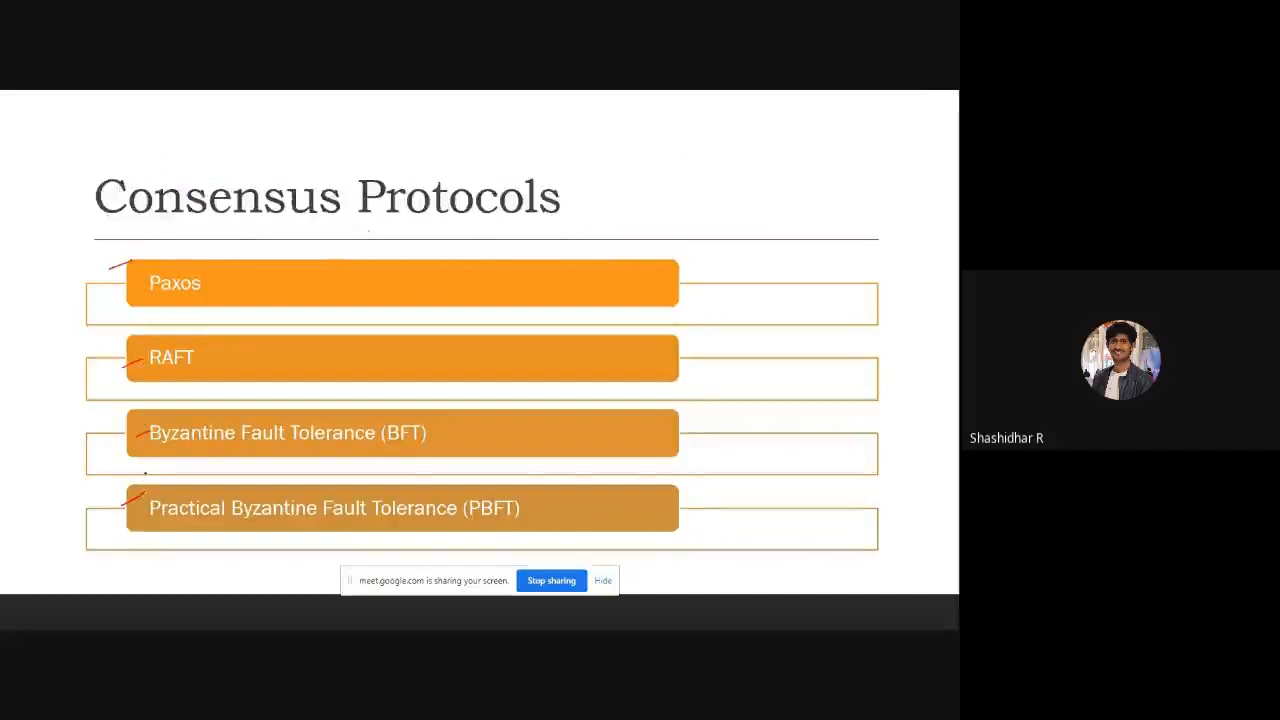 Consensus Protocols
Paxos
RAFT
Byzantine Fault Tolerance (BFT)
Practical Byzantine Fault Tolerance (PBFT)
meet.google.com is sharing your screen. Stop sharing Hide
Shashidhar R